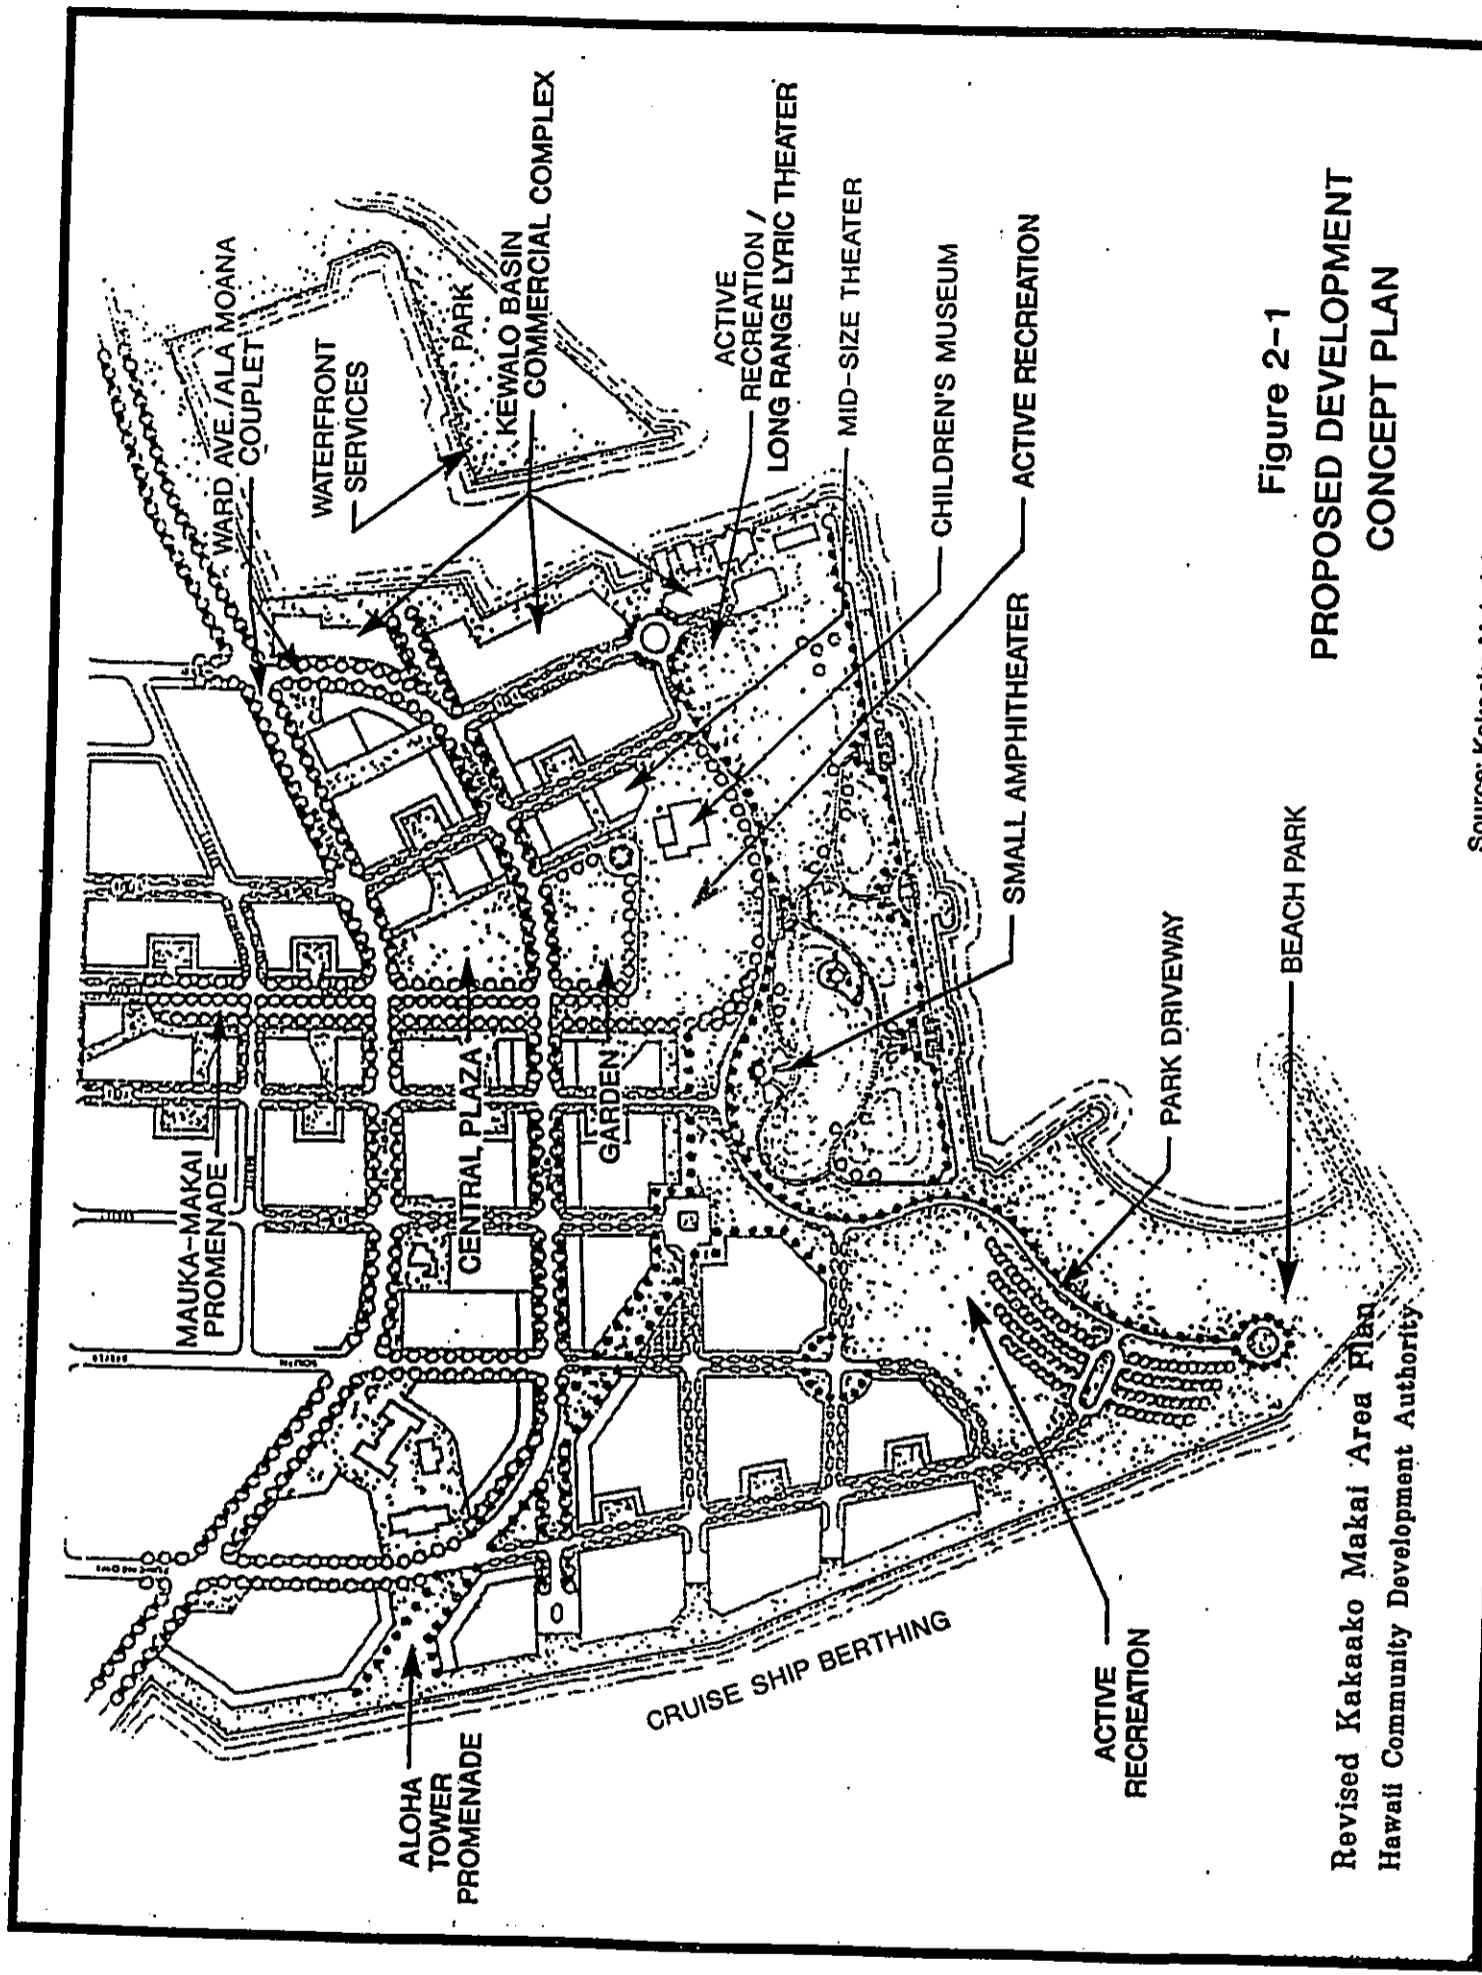 WARD AVE./ALA MOANA
COUPLET
WATERFRONT
SERVICES
PARK
KEWALO BASIN
COMMERCIAL COMPLEX
ACTIVE
RECREATION /
LONG RANGE LYRIC THEATER
MID-SIZE THEATER
CHILDREN'S MUSEUM
ACTIVE RECREATION
SMALL AMPHITHEATER
PARK DRIVEWAY
BEACH PARK
MAUKA-MAKAI
PROMENADE
CENTRAL PLAZA
GARDEN
SOUTH
ALOHA
TOWER
PROMENADE
CRUISE SHIP BERTHING
ACTIVE
RECREATION
Figure 2-1
PROPOSED DEVELOPMENT
CONCEPT PLAN
Revised Kakaako Makai Area Plan
Hawaii Community Development Authority